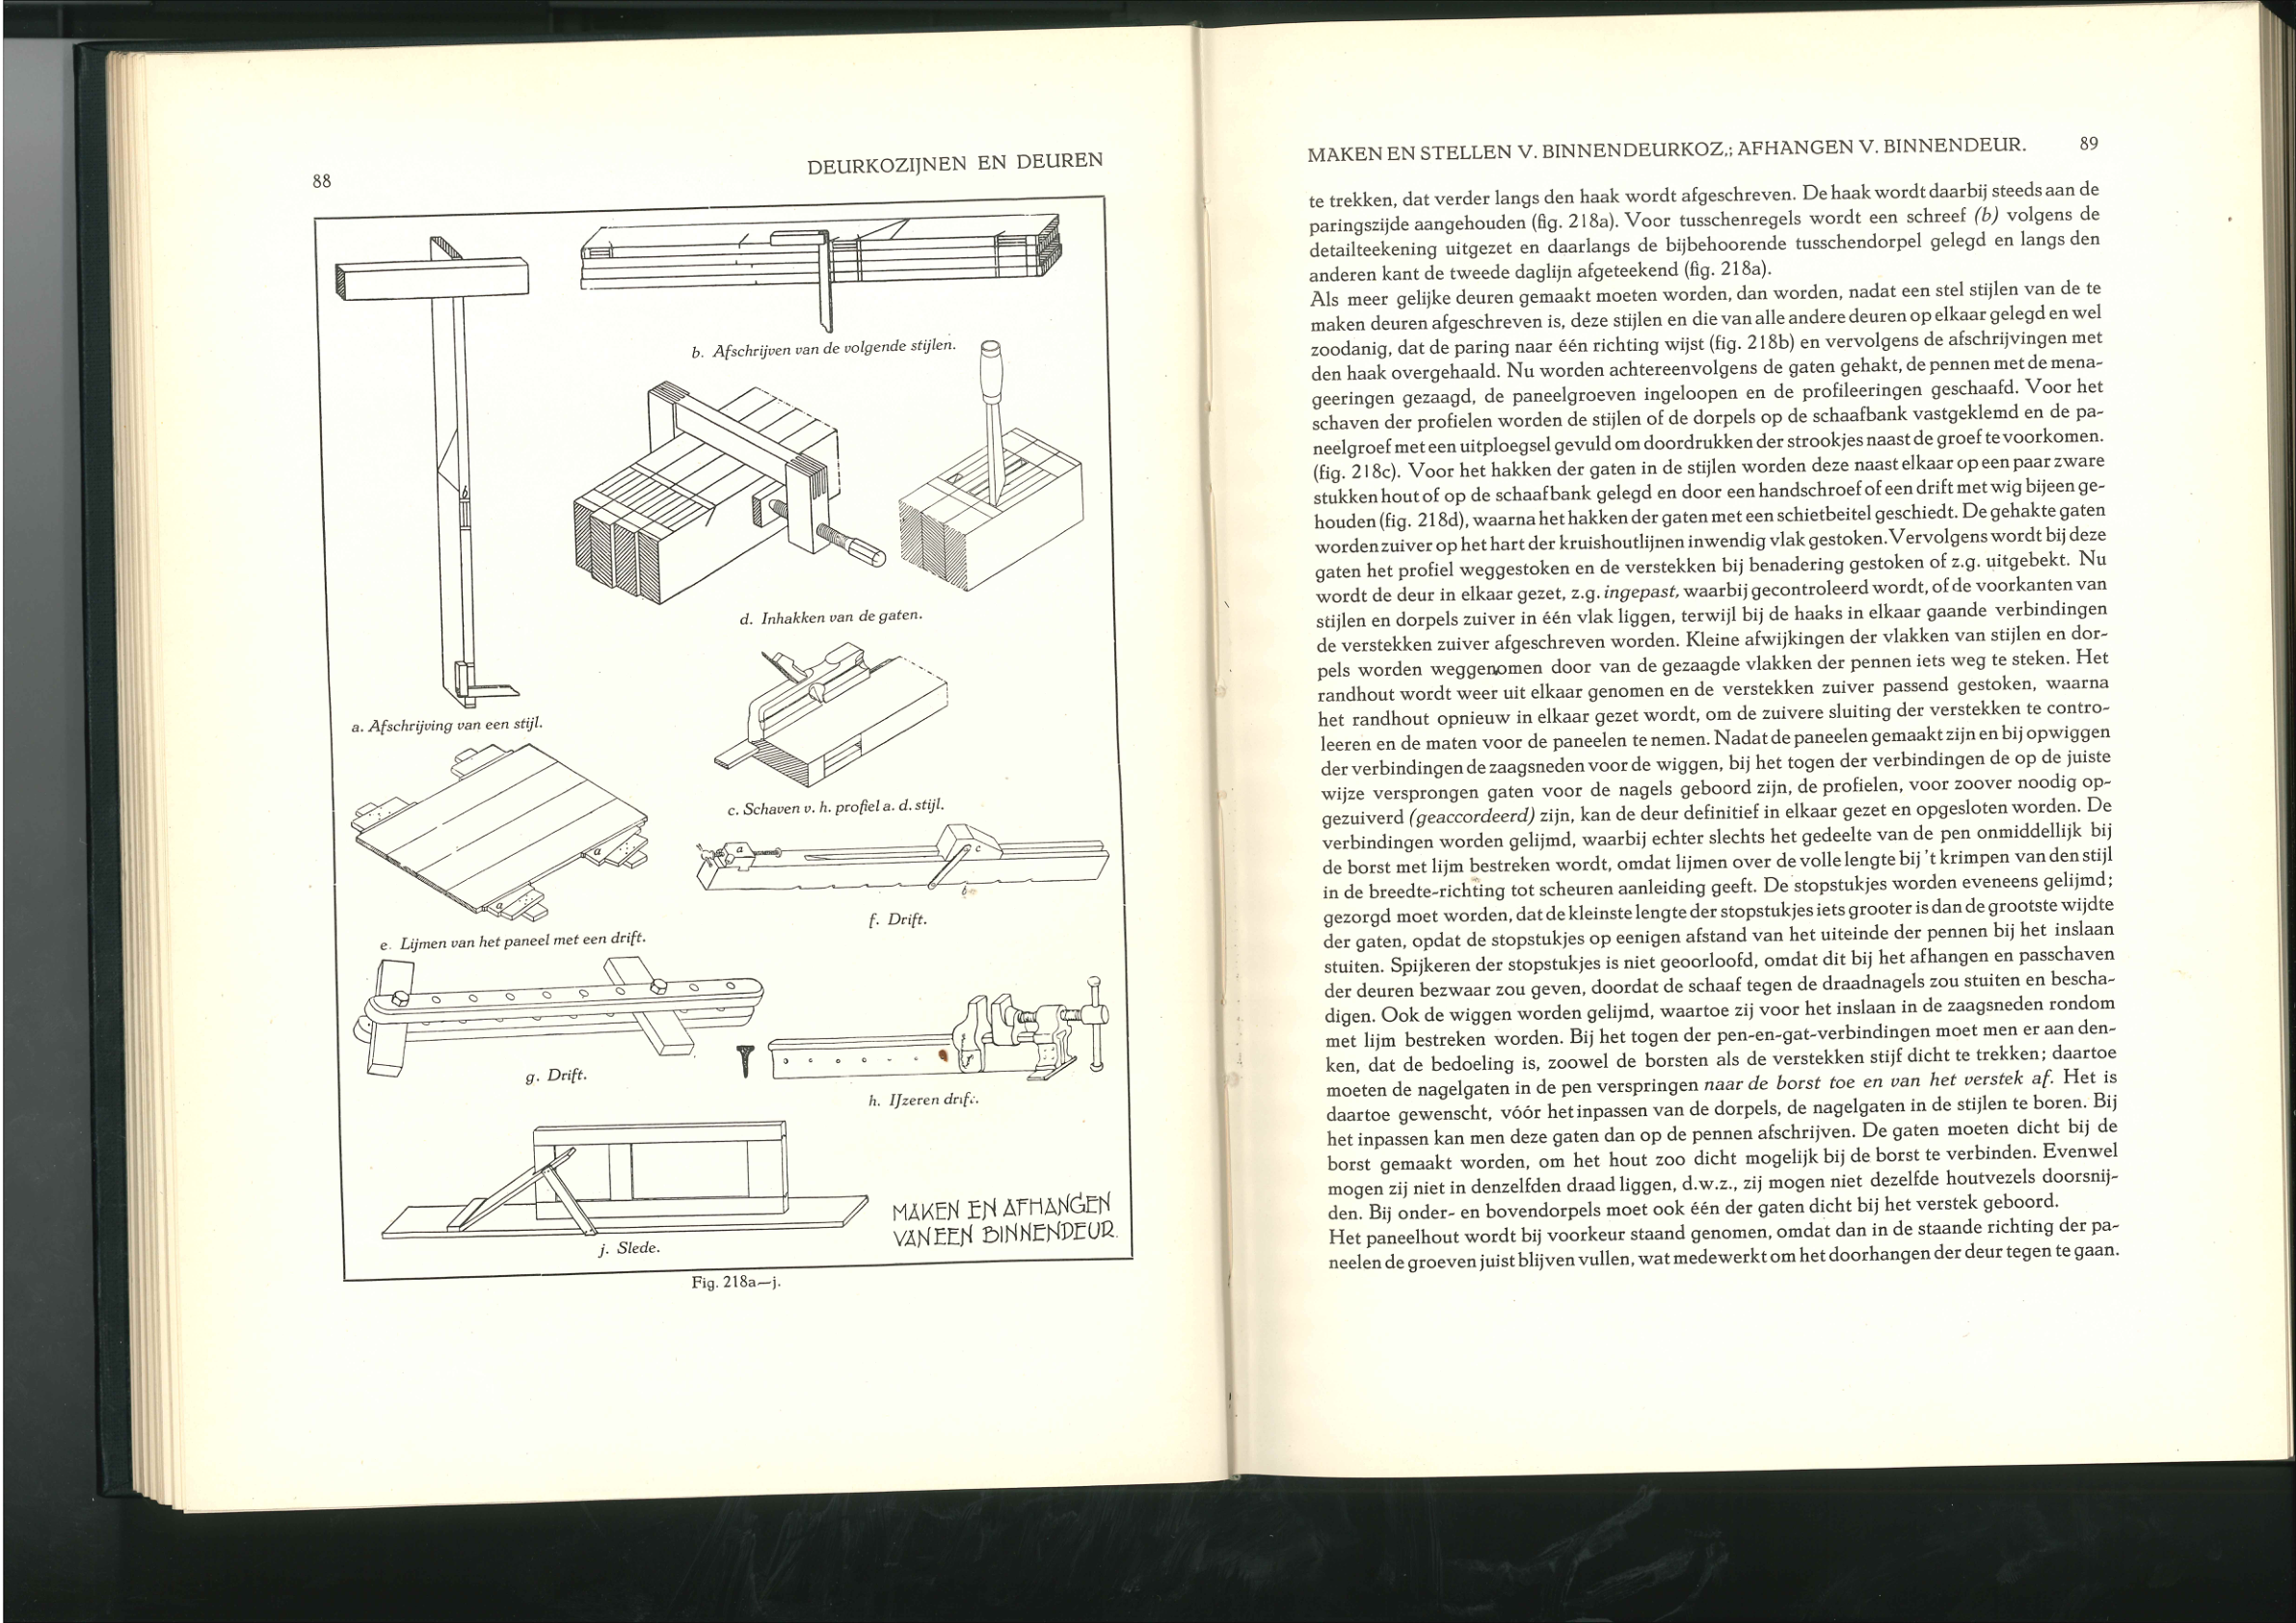 88
DEURKOZIJNEN EN DEUREN
b
a. Afschrijving van een stijl.
b. Afschrijven van de volgende stijlen.
d. Inhakken van de gaten.
c. Schaven v. h. profiel a. d. stijl.
a
a
e. Lijmen van het paneel met een drift.
a
c
b
f. Drift.
g. Drift.
h. IJzeren drift.
j. Slede.
MAKEN EN AFHANGEN
VAN EEN BINNENDEUR.
Fig. 218a—j.
MAKEN EN STELLEN V. BINNENDEURKOZ.; AFHANGEN V. BINNENDEUR. 89
te trekken, dat verder langs den haak wordt afgeschreven. De haak wordt daarbij steeds aan de
paringszijde aangehouden (fig. 218a). Voor tusschenregels wordt een schreef (b) volgens de
detailteekening uitgezet en daarlangs de bijbehoorende tusschendorpel gelegd en langs den
anderen kant de tweede daglijn afgeteekend (fig. 218a).
Als meer gelijke deuren gemaakt moeten worden, dan worden, nadat een stel stijlen van de te
maken deuren afgeschreven is, deze stijlen en die van alle andere deuren op elkaar gelegd en wel
zoodanig, dat de paring naar één richting wijst (fig. 218b) en vervolgens de afschrijvingen met
den haak overgehaald. Nu worden achtereenvolgens de gaten gehakt, de pennen met de mena-
geeringen gezaagd, de paneelgroeven ingeloopen en de profileeringen geschaafd. Voor het
schaven der profielen worden de stijlen of de dorpels op de schaafbank vastgeklemd en de pa-
neelgroef met een uitploegsel gevuld om doordrukken der strookjes naast de groef te voorkomen.
(fig. 218c). Voor het hakken der gaten in de stijlen worden deze naast elkaar op een paar zware
stukken hout of op de schaafbank gelegd en door een handschroef of een drift met wig bijeen ge-
houden (fig. 218d), waarna het hakken der gaten met een schietbeitel geschiedt. De gehakte gaten
worden zuiver op het hart der kruishoutlijnen inwendig vlak gestoken. Vervolgens wordt bij deze
gaten het profiel weggestoken en de verstekken bij benadering gestoken of z.g. uitgebekt. Nu
wordt de deur in elkaar gezet, z.g. ingepast, waarbij gecontroleerd wordt, of de voorkanten van
stijlen en dorpels zuiver in één vlak liggen, terwijl bij de haaks in elkaar gaande verbindingen
de verstekken zuiver afgeschreven worden. Kleine afwijkingen der vlakken van stijlen en dor-
pels worden weggenomen door van de gezaagde vlakken der pennen iets weg te steken. Het
randhout wordt weer uit elkaar genomen en de verstekken zuiver passend gestoken, waarna
het randhout opnieuw in elkaar gezet wordt, om de zuivere sluiting der verstekken te contro-
leeren en de maten voor de paneelen te nemen. Nadat de paneelen gemaakt zijn en bij opwiggen
der verbindingen de zaagsneden voor de wiggen, bij het togen der verbindingen de op de juiste
wijze versprongen gaten voor de nagels geboord zijn, de profielen, voor zoover noodig op-
gezuiverd (geaccordeerd) zijn, kan de deur definitief in elkaar gezet en opgesloten worden. De
verbindingen worden gelijmd, waarbij echter slechts het gedeelte van de pen onmiddellijk bij
de borst met lijm bestreken wordt, omdat lijmen over de volle lengte bij 't krimpen van den stijl
in de breedte-richting tot scheuren aanleiding geeft. De stopstukjes worden eveneens gelijmd;
gezorgd moet worden, dat de kleinste lengte der stopstukjes iets grooter is dan de grootste wijdte
der gaten, opdat de stopstukjes op eenigen afstand van het uiteinde der pennen bij het inslaan
stuiten. Spijkeren der stopstukjes is niet geoorloofd, omdat dit bij het afhangen en passchaven
der deuren bezwaar zou geven, doordat de schaaf tegen de draadnagels zou stuiten en bescha-
digen. Ook de wiggen worden gelijmd, waartoe zij voor het inslaan in de zaagsneden rondom
met lijm bestreken worden. Bij het togen der pen-en-gat-verbindingen moet men er aan den-
ken, dat de bedoeling is, zoowel de borsten als de verstekken stijf dicht te trekken; daartoe
moeten de nagelgaten in de pen verspringen naar de borst toe en van het verstek af. Het is
daartoe gewenscht, vóór het inpassen van de dorpels, de nagelgaten in de stijlen te boren. Bij
het inpassen kan men deze gaten dan op de pennen afschrijven. De gaten moeten dicht bij de
borst gemaakt worden, om het hout zoo dicht mogelijk bij de borst te verbinden. Evenwel
mogen zij niet in denzelfden draad liggen, d.w.z., zij mogen niet dezelfde houtvezels doorsnij-
den. Bij onder- en bovendorpels moet ook één der gaten dicht bij het verstek geboord.
Het paneelhout wordt bij voorkeur staand genomen, omdat dan in de staande richting der pa-
neelen de groeven juist blijven vullen, wat medewerkt om het doorhangen der deur tegen te gaan.